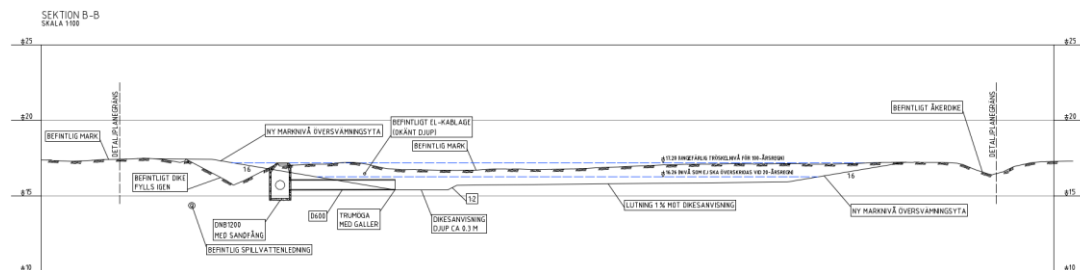 SEKTION B-B
SKALA 1:100
±25
±25
±20
±20
±15
±15
±10
±10
DETALJPLANEGRÄNS
DETALJPLANEGRÄNS
BEFINTLIG MARK
NY MARKNIVÅ ÖVERSVÄMNINGSYTA
BEFINTLIGT EL-KABLAGE
(OKÄNT DJUP)
BEFINTLIG MARK
BEFINTLIGT ÅKERDIKE
BEFINTLIGT DIKE
FYLLS IGEN
1:6
1:6
1:2
D600
TRUMÖGA
MED GALLER
DIKESANVISNING
DJUP CA 0.3 M
LUTNING 1 % MOT DIKESANVISNING
NY MARKNIVÅ ÖVERSVÄMNINGSYTA
DNB1200
MED SANDFÅNG
BEFINTLIG SPILLVATTENLEDNING